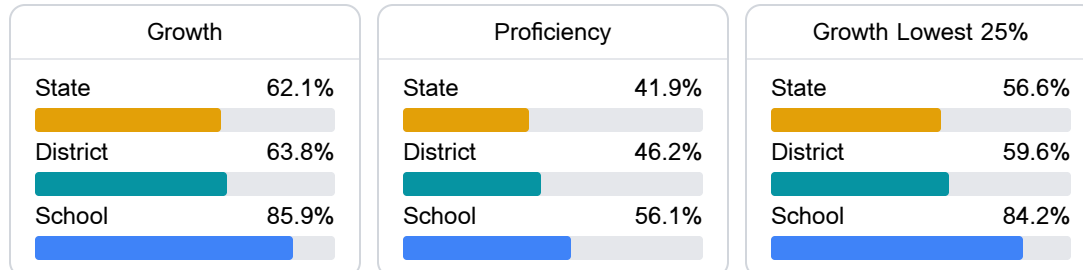 Growth
State 62.1%
District 63.8%
School 85.9%
Proficiency
State 41.9%
District 46.2%
School 56.1%
Growth Lowest 25%
State 56.6%
District 59.6%
School 84.2%